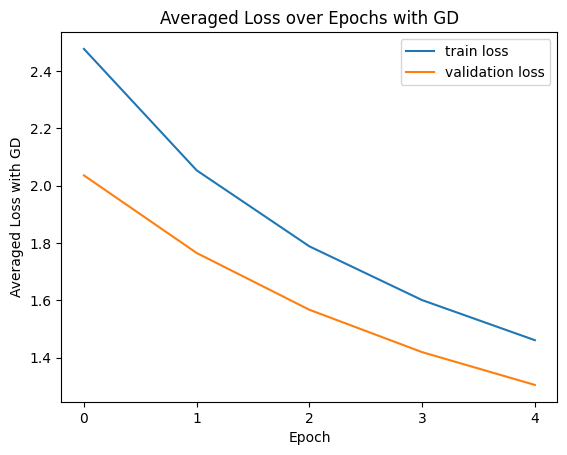 Averaged Loss over Epochs with GD
train loss
validation loss
Averaged Loss with GD
2.4
2.2
2.0
1.8
1.6
1.4
0 1 2 3 4
Epoch